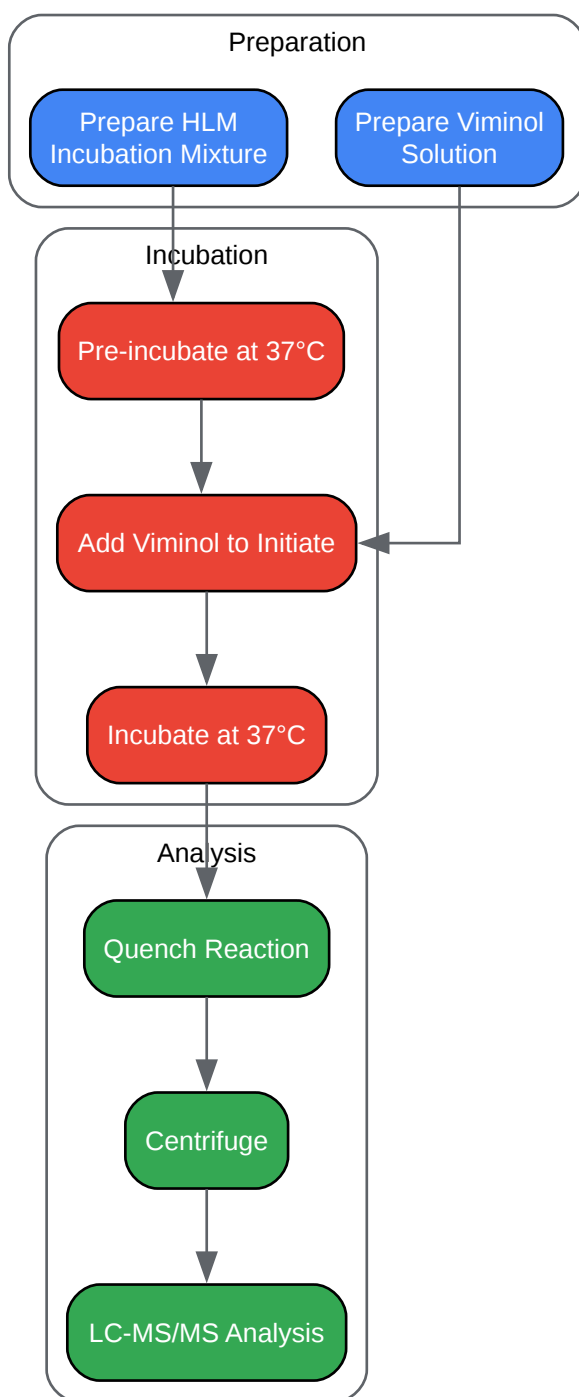 Preparation
Prepare HLM
Incubation Mixture
Prepare Viminol
Solution
Incubation
Pre-incubate at 37°C
Add Viminol to Initiate
Incubate at 37°C
Analysis
Quench Reaction
Centrifuge
LC-MS/MS Analysis